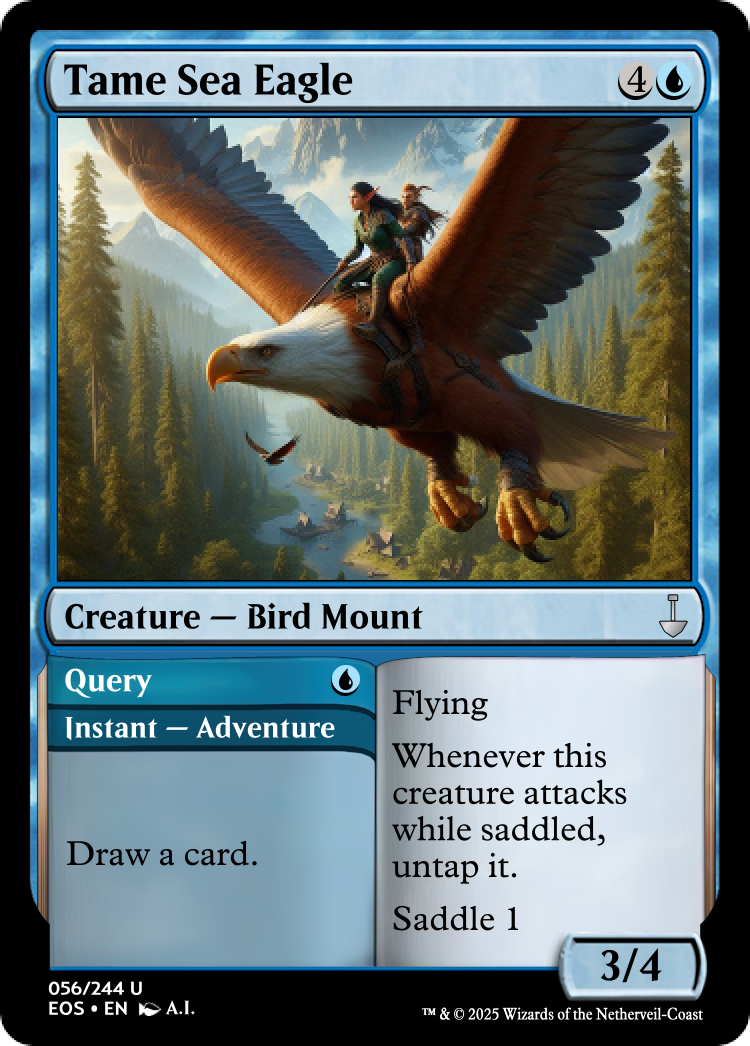 Tame Sea Eagle 4
Creature — Bird Mount
Query
Instant — Adventure
Draw a card.
Flying
Whenever this
creature attacks
while saddled,
untap it.
Saddle 1
3/4
056/244 U
EOS • EN A.I.
™ & © 2025 Wizards of the Netherveil-Coast